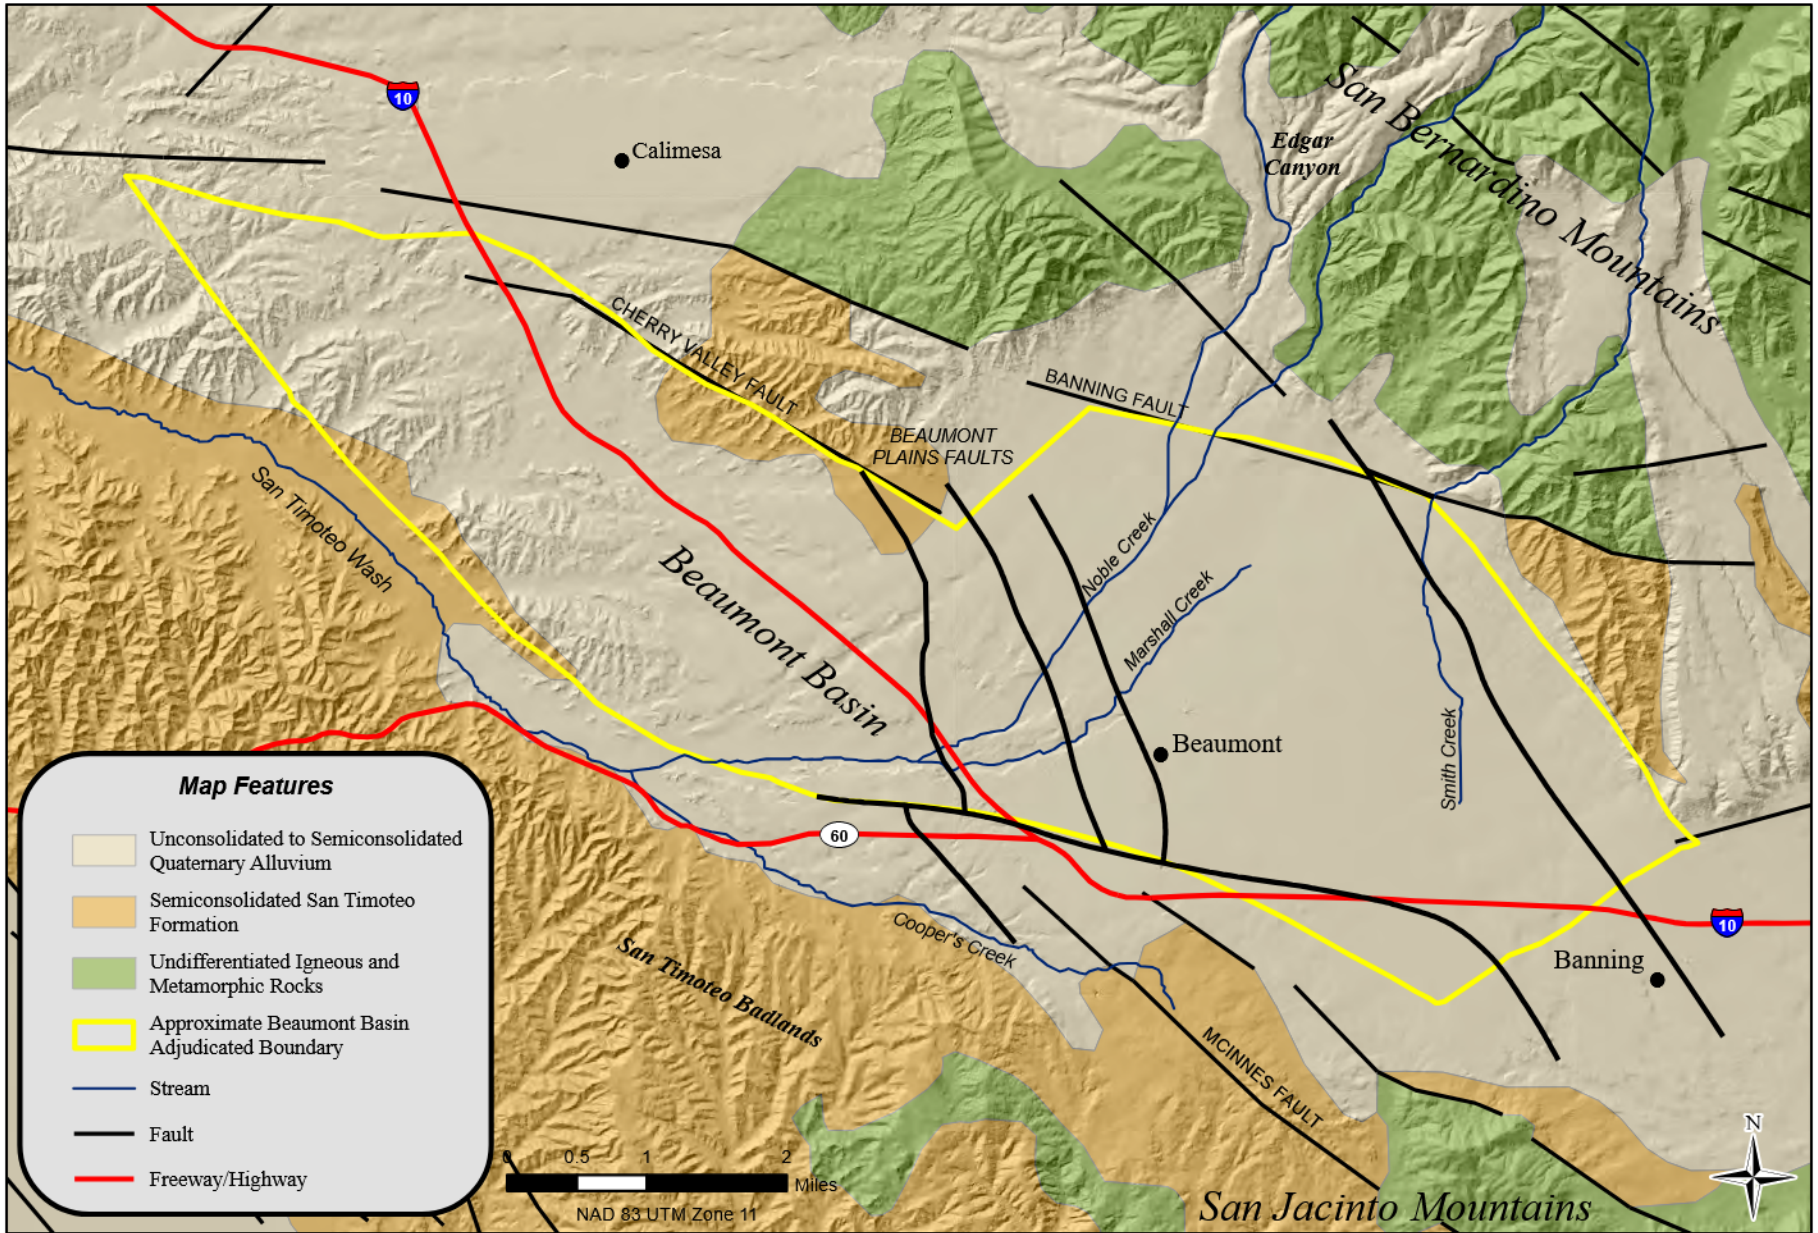 10
Calimesa
Edgar
Canyon
San Bernardino Mountains
CHERRY VALLEY FAULT
BANNING FAULT
BEAUMONT
PLAINS FAULTS
San Timoteo Wash
Beaumont Basin
Noble Creek
Marshall Creek
Smith Creek
Beaumont
60
Cooper's Creek
San Timoteo Badlands
10
Banning
MCINNES FAULT
San Jacinto Mountains
N
Map Features
Unconsolidated to Semiconsolidated
Quaternary Alluvium
Semiconsolidated San Timoteo
Formation
Undifferentiated Igneous and
Metamorphic Rocks
Approximate Beaumont Basin
Adjudicated Boundary
Stream
Fault
Freeway/Highway
0 0.5 1 2
Miles
NAD 83 UTM Zone 11